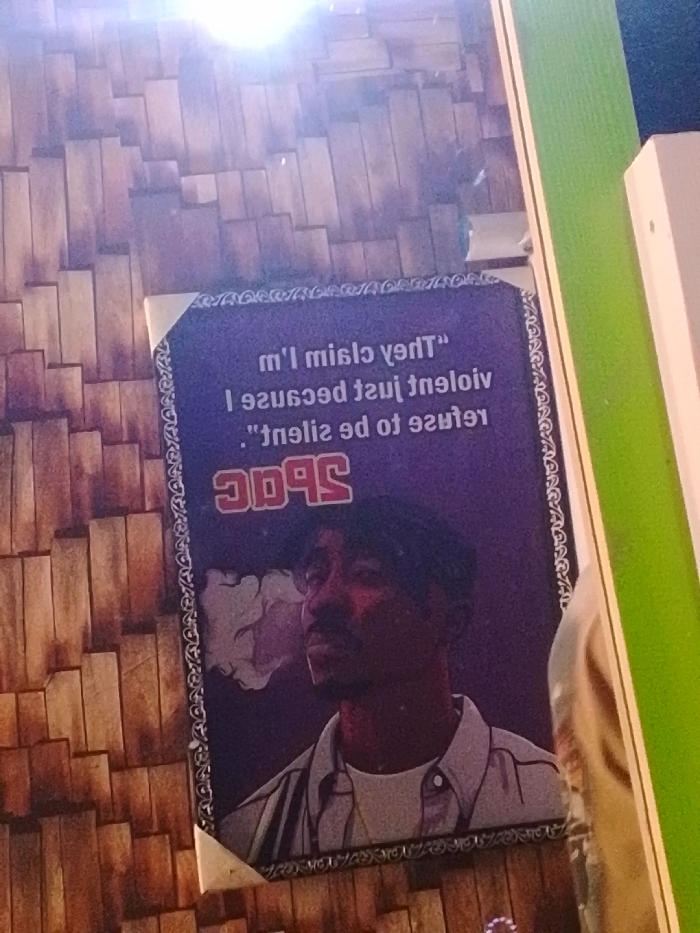 "They claim I'm
violent just because I
refuse to be silent".
2Pac